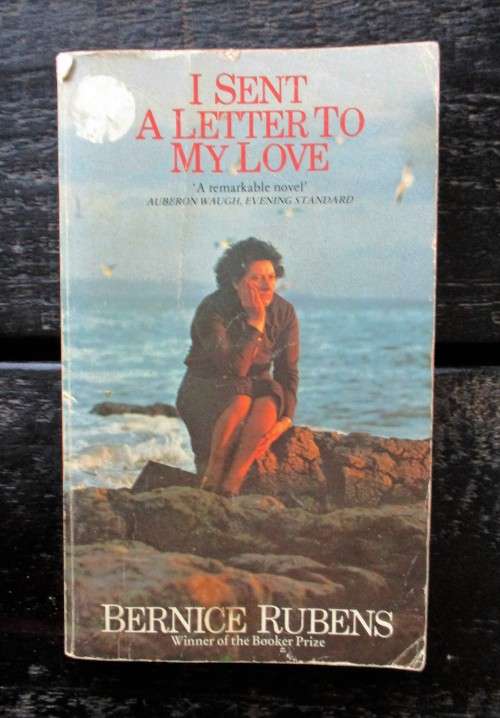 I SENT
A LETTER TO
MY LOVE
'A remarkable novel'
AUBERON WAUGH, EVENING STANDARD
BERNICE RUBENS
Winner of the Booker Prize